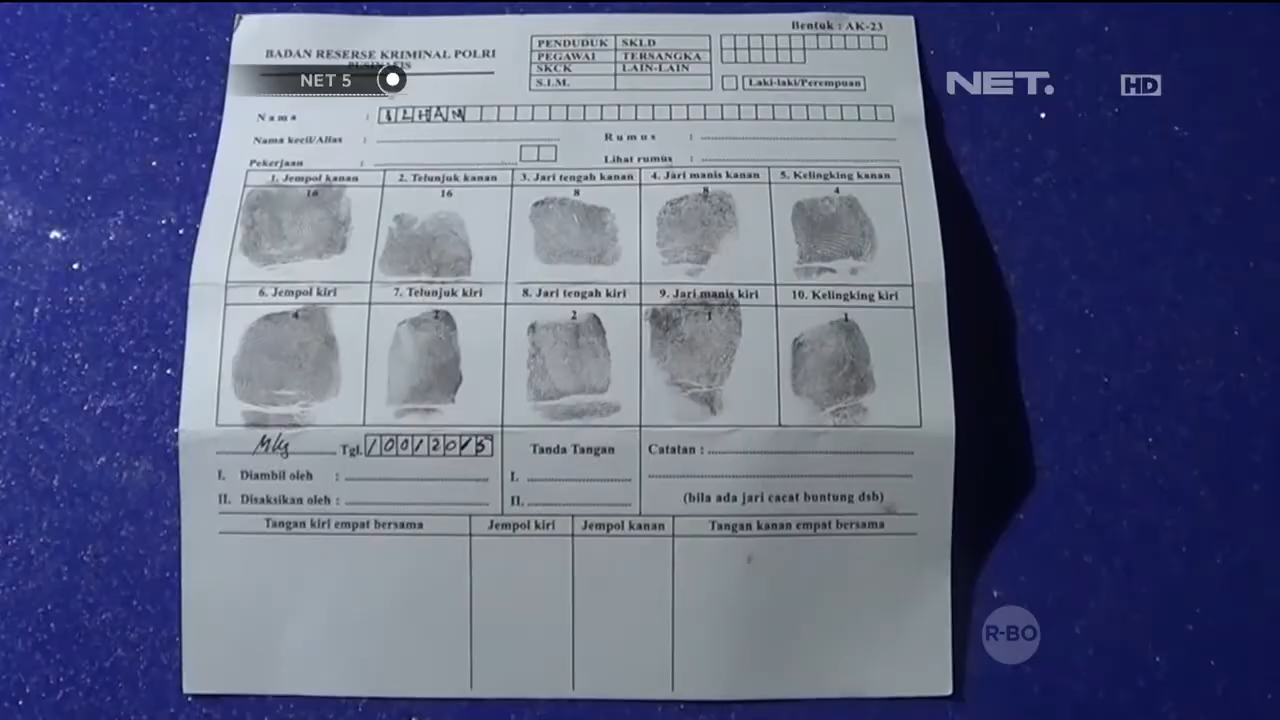 Bentuk : AK-23
BADAN RESERSE KRIMINAL POLRI
NET 5
PENDUDUK SKLD
PEGAWAI TERSANGKA
SKCK LAIN-LAIN
S.I.M.
Laki-laki/Perempuan
NET.
HD
Nama : ILHAM
Nama kecil/Alias :
Rumus :
Pekerjaan :
Lihat rumus :
1. Jempol kanan 2. Telunjuk kanan 3. Jari tengah kanan 4. Jari manis kanan 5. Kelingking kanan
16 16 8 8 4
6. Jempol kiri 7. Telunjuk kiri 8. Jari tengah kiri 9. Jari manis kiri 10. Kelingking kiri
4 2 2 1 1
Tgl. 10012015
Tanda Tangan
Catatan :
I. Diambil oleh :
I.
II. Disaksikan oleh :
II.
(bila ada jari cacat buntung dsb)
Tangan kiri empat bersama Jempol kiri Jempol kanan Tangan kanan empat bersama
R-BO